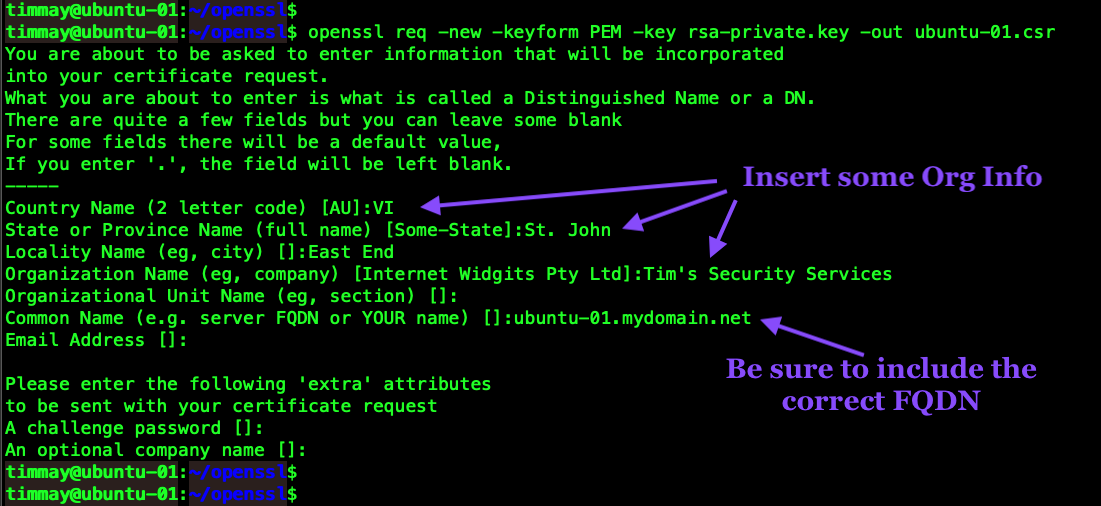 timmay@ubuntu-01:~/openssl$
timmay@ubuntu-01:~/openssl$ openssl req -new -keyform PEM -key rsa-private.key -out ubuntu-01.csr
You are about to be asked to enter information that will be incorporated
into your certificate request.
What you are about to enter is what is called a Distinguished Name or a DN.
There are quite a few fields but you can leave some blank
For some fields there will be a default value,
If you enter '.', the field will be left blank.
-----
Insert some Org Info
Country Name (2 letter code) [AU]:VI
State or Province Name (full name) [Some-State]:St. John
Locality Name (eg, city) []:East End
Organization Name (eg, company) [Internet Widgits Pty Ltd]:Tim's Security Services
Organizational Unit Name (eg, section) []:
Common Name (e.g. server FQDN or YOUR name) []:ubuntu-01.mydomain.net
Email Address []:
Be sure to include the
correct FQDN
Please enter the following 'extra' attributes
to be sent with your certificate request
A challenge password []:
An optional company name []:
timmay@ubuntu-01:~/openssl$
timmay@ubuntu-01:~/openssl$